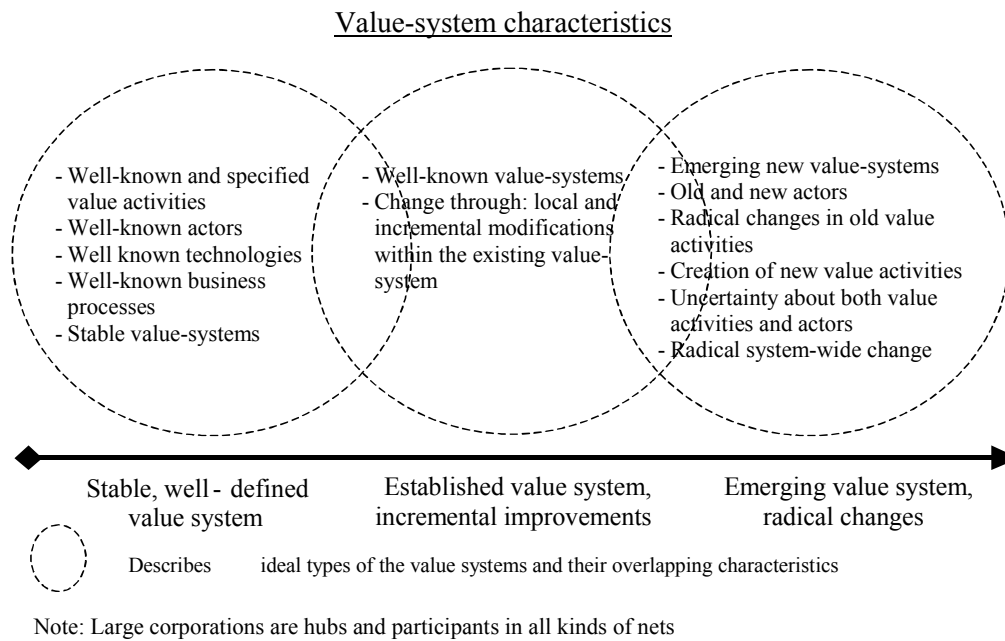 Value-system characteristics
- Well-known and specified
value activities
- Well-known actors
- Well known technologies
- Well-known business
processes
- Stable value-systems
- Well-known value-systems
- Change through: local and
incremental modifications
within the existing value-
system
- Emerging new value-systems
- Old and new actors
- Radical changes in old value
activities
- Creation of new value activities
- Uncertainty about both value
activities and actors
- Radical system-wide change
Stable, well - defined
value system
Established value system,
incremental improvements
Emerging value system,
radical changes
Describes ideal types of the value systems and their overlapping characteristics
Note: Large corporations are hubs and participants in all kinds of nets